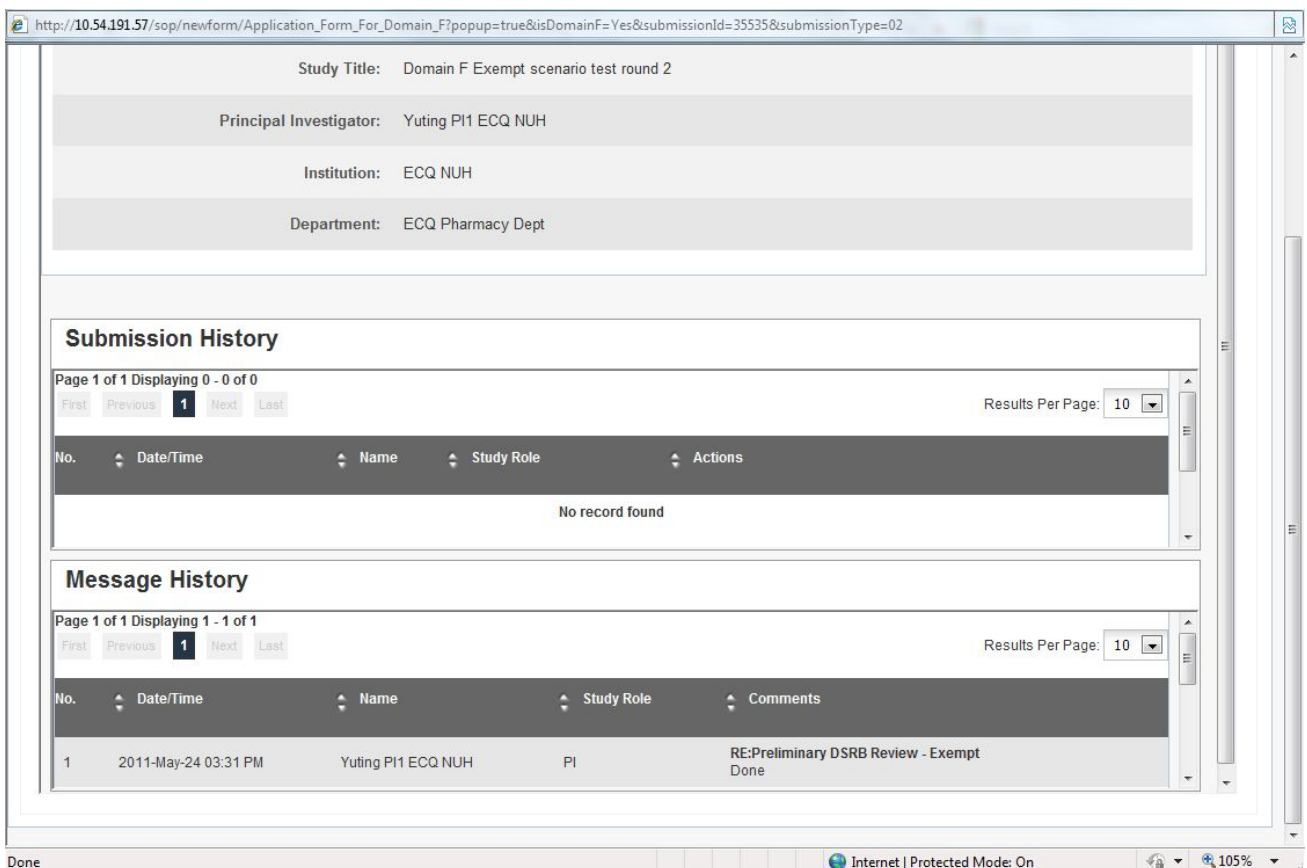 http://10.54.191.57/sop/newform/Application_Form_For_Domain_F?popup=true&isDomainF=Yes&submissionId=35535&submissionType=02
Study Title: Domain F Exempt scenario test round 2
Principal Investigator: Yuting PI1 ECQ NUH
Institution: ECQ NUH
Department: ECQ Pharmacy Dept
Submission History
Page 1 of 1 Displaying 0 - 0 of 0
First Previous 1 Next Last Results Per Page: 10
No. Date/Time Name Study Role Actions
No record found
Message History
Page 1 of 1 Displaying 1 - 1 of 1
First Previous 1 Next Last Results Per Page: 10
No. Date/Time Name Study Role Comments
1 2011-May-24 03:31 PM Yuting PI1 ECQ NUH PI RE:Preliminary DSRB Review - Exempt
Done
Done Internet | Protected Mode: On 105%